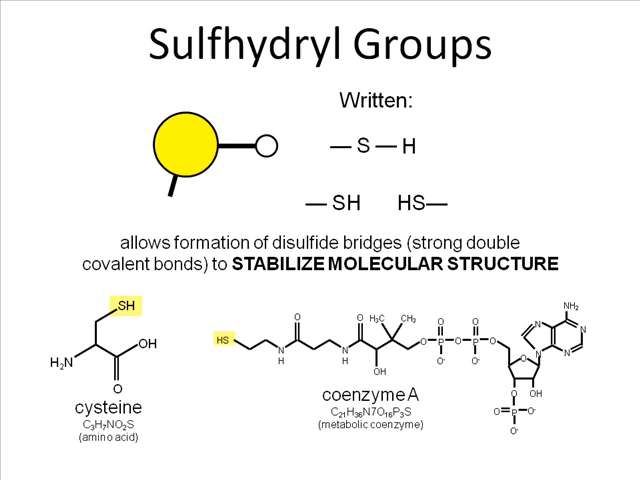 Sulfhydryl Groups
Written:
— S — H
— SH HS—
allows formation of disulfide bridges (strong double
covalent bonds) to STABILIZE MOLECULAR STRUCTURE
SH
OH
H₂N
O
cysteine
C₃H₇NO₂S
(amino acid)
HS
N
H
O
N
H
O
H₃C CH₃
OH
O
P
O
O⁻
O
P
O⁻
O
NH₂
N
N
N
N
O
O OH
O P O⁻
O⁻
coenzyme A
C₂₁H₃₆N7O₁₆P₃S
(metabolic coenzyme)